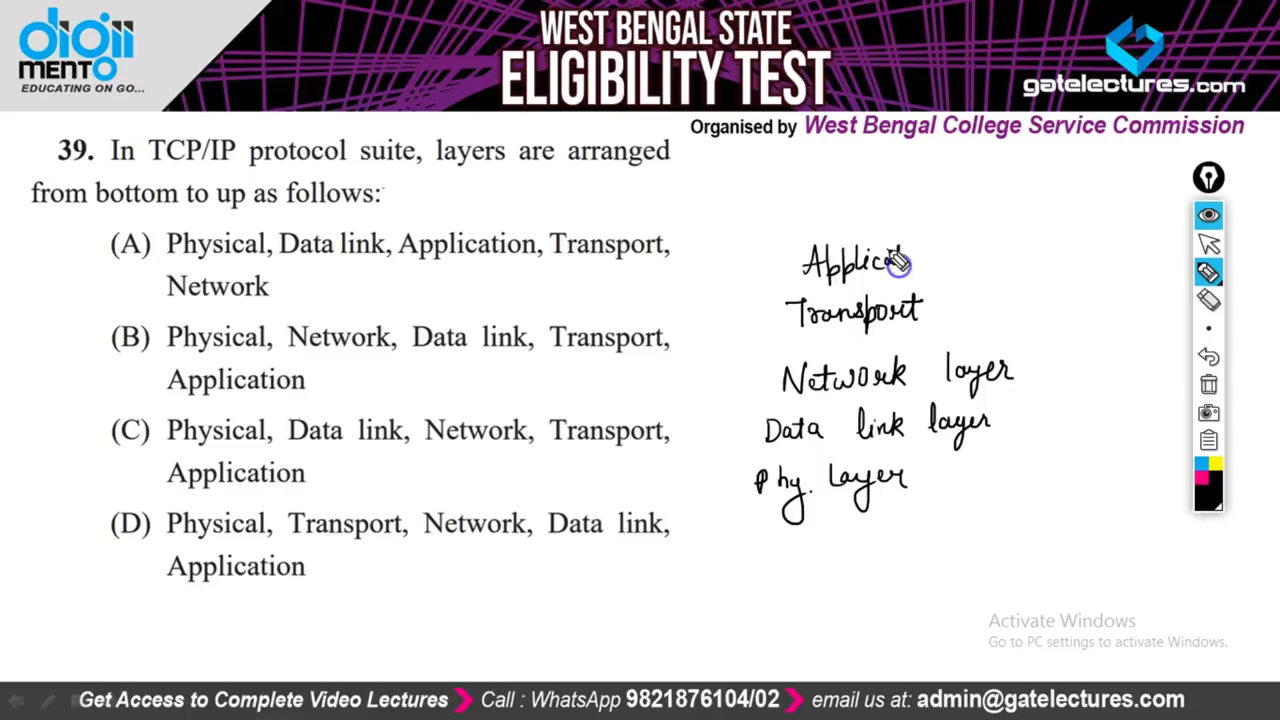 digii
MENTO
EDUCATING ON GO...
WEST BENGAL STATE
ELIGIBILITY TEST
gatelectures.com
Organised by West Bengal College Service Commission
39. In TCP/IP protocol suite, layers are arranged
from bottom to up as follows:
(A) Physical, Data link, Application, Transport,
Network
(B) Physical, Network, Data link, Transport,
Application
(C) Physical, Data link, Network, Transport,
Application
(D) Physical, Transport, Network, Data link,
Application
Applicat
Transport
Network layer
Data link layer
Phy. layer
Activate Windows
Go to PC settings to activate Windows.
Get Access to Complete Video Lectures Call : WhatsApp 9821876104/02 email us at: admin@gatelectures.com